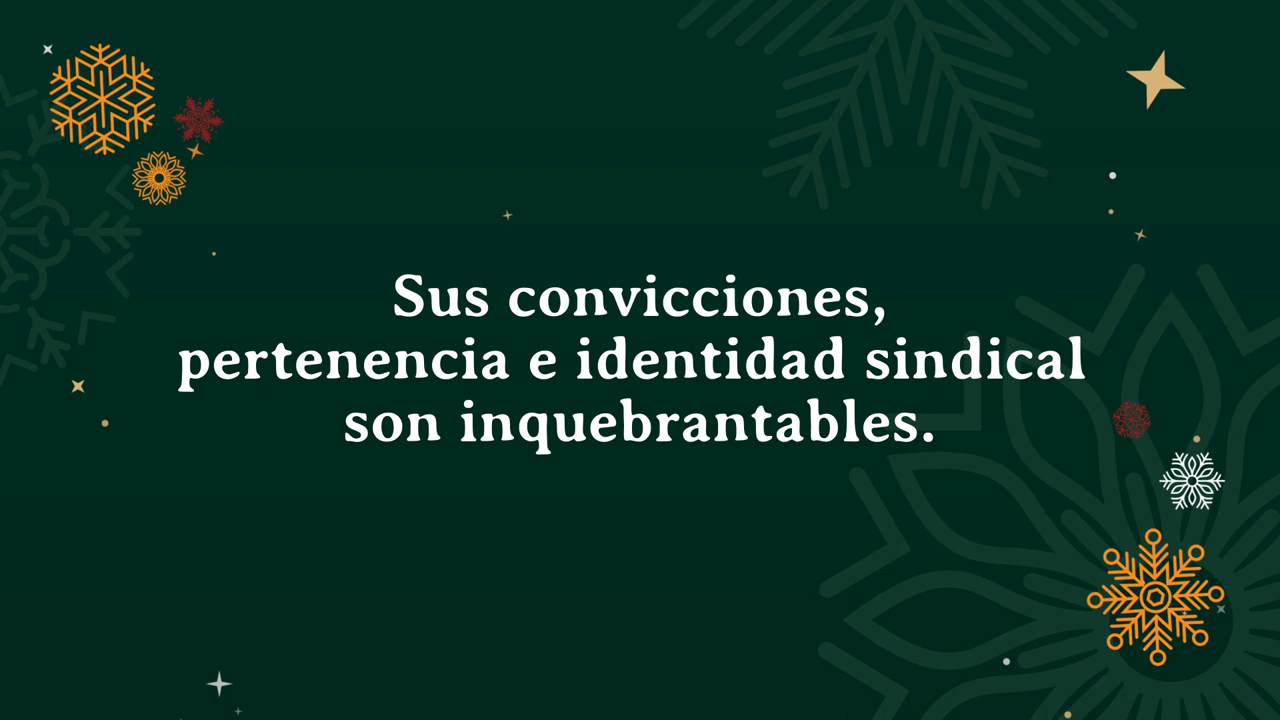 Sus convicciones,
pertenencia e identidad sindical
son inquebrantables.